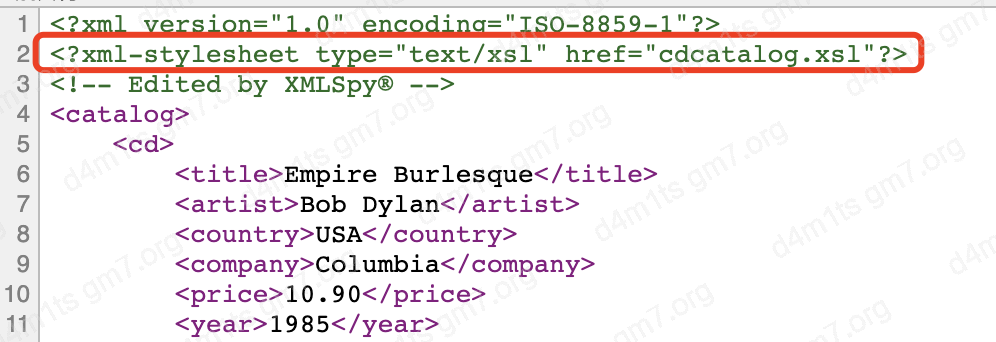 1 <?xml version="1.0" encoding="ISO-8859-1"?>
2 <?xml-stylesheet type="text/xsl" href="cdcatalog.xsl"?>
3 <!-- Edited by XMLSpy® -->
4 <catalog>
5     <cd>
6         <title>Empire Burlesque</title>
7         <artist>Bob Dylan</artist>
8         <country>USA</country>
9         <company>Columbia</company>
10         <price>10.90</price>
11         <year>1985</year>
d4m1ts gm7.org